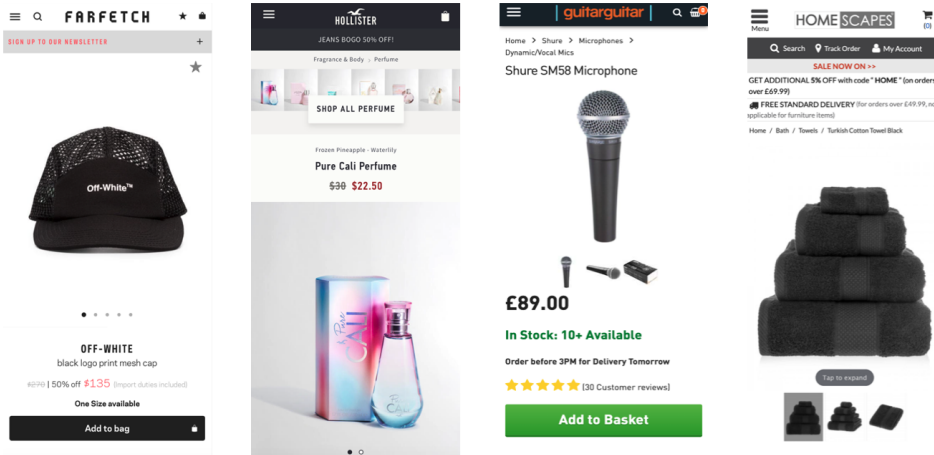 FARFETCH
SIGN UP TO OUR NEWSLETTER +
Off-White™
OFF-WHITE
black logo print mesh cap
$270 | 50% off $135 (import duties included)
One Size available
Add to bag
HOLLISTER
JEANS BOGO 50% OFF!
Fragrance & Body > Perfume
SHOP ALL PERFUME
Frozen Pineapple - Waterlily
Pure Cali Perfume
$30 $22.50
CALI
guitarguitar
0
Home > Shure > Microphones >
Dynamic/Vocal Mics
Shure SM58 Microphone
£89.00
In Stock: 10+ Available
Order before 3PM for Delivery Tomorrow
(30 Customer reviews)
Add to Basket
Menu
HOMESCAPES
(0)
Search Track Order My Account
SALE NOW ON >>
GET ADDITIONAL 5% OFF with code " HOME " (on orders
over £69.99)
FREE STANDARD DELIVERY (for orders over £49.99, no
applicable for furniture items)
Home / Bath / Towels / Turkish Cotton Towel Black
Tap to expand